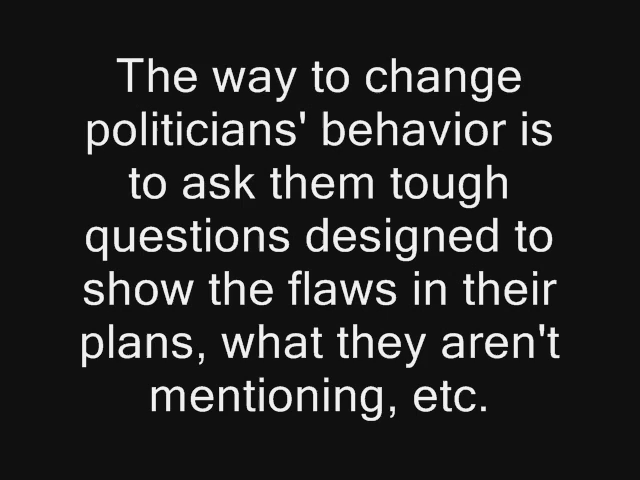 The way to change
politicians' behavior is
to ask them tough
questions designed to
show the flaws in their
plans, what they aren't
mentioning, etc.